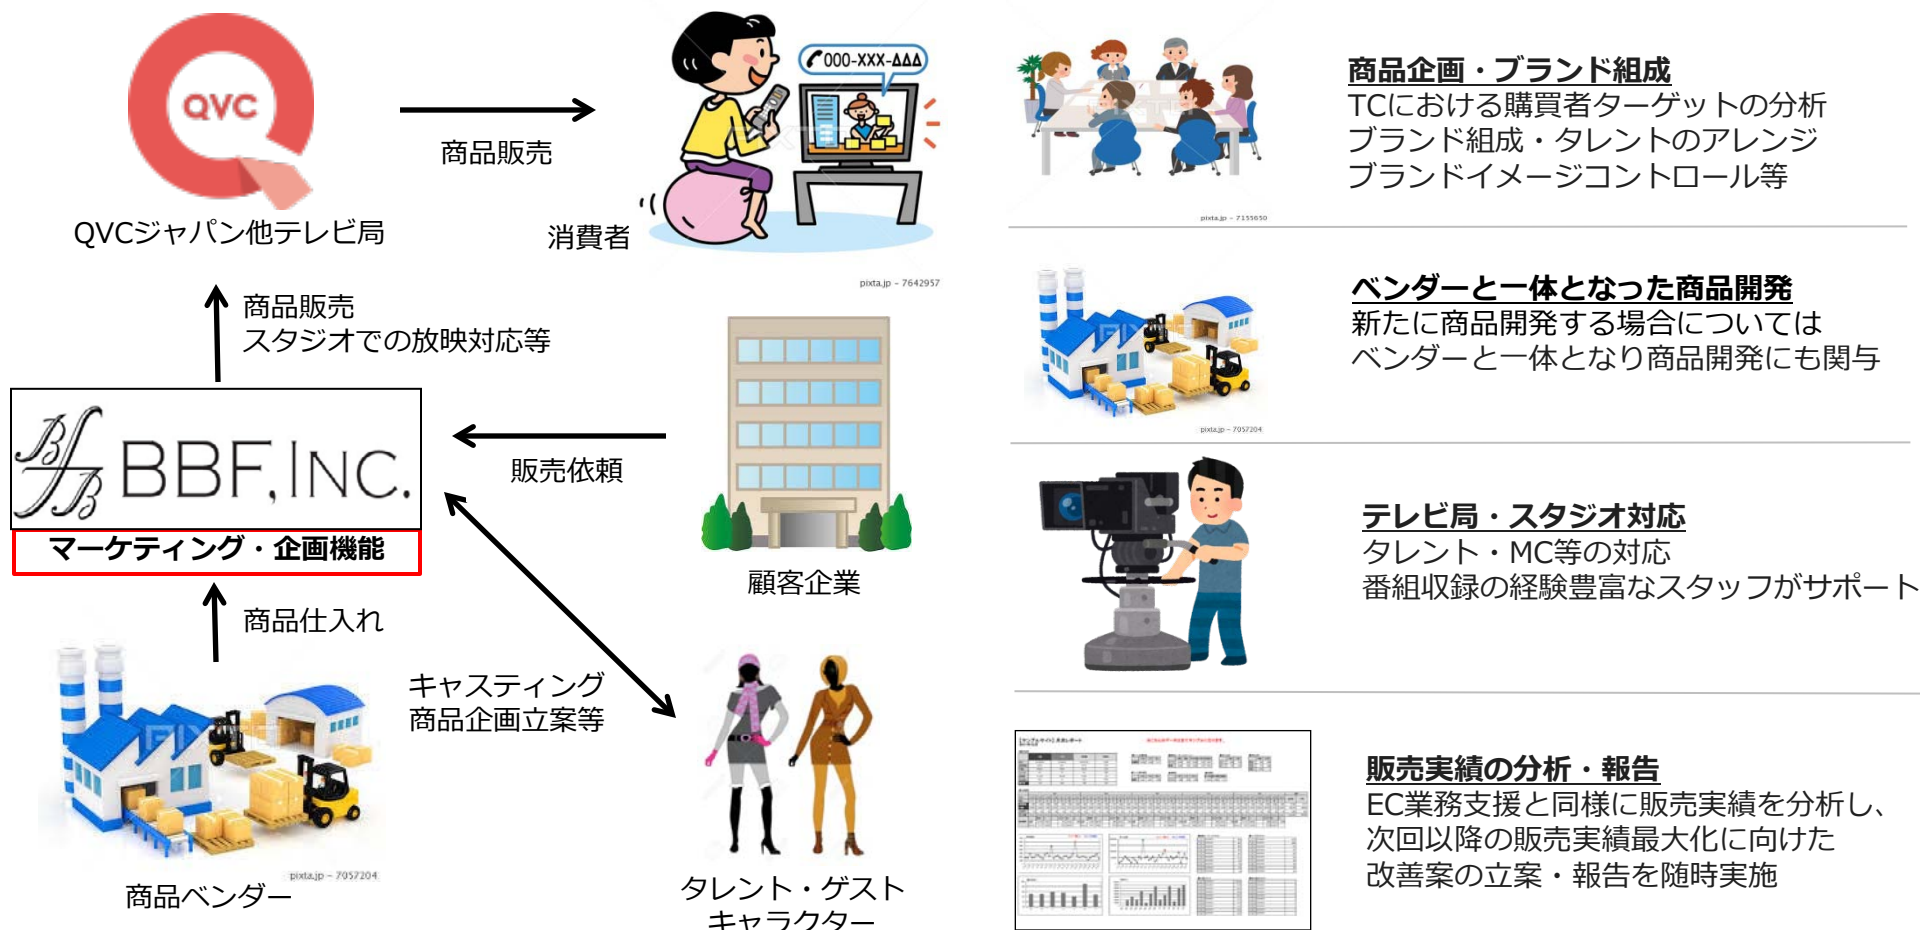 QVC
QVCジャパン他テレビ局
商品販売
000-XXX-ΔΔΔ
消費者
pixta.jp - 7642957
商品販売
スタジオでの放映対応等
BBF, INC.
マーケティング・企画機能
販売依頼
顧客企業
商品仕入れ
キャスティング
商品企画立案等
pixta.jp - 7057204
商品ベンダー
タレント・ゲスト
キャラクター
pixta.jp - 7155650
商品企画・ブランド組成
TCにおける購買者ターゲットの分析
ブランド組成・タレントのアレンジ
ブランドイメージコントロール等
pixta.jp - 7057204
ベンダーと一体となった商品開発
新たに商品開発する場合については
ベンダーと一体となり商品開発にも関与
テレビ局・スタジオ対応
タレント・MC等の対応
番組収録の経験豊富なスタッフがサポート
販売実績の分析・報告
EC業務支援と同様に販売実績を分析し、
次回以降の販売実績最大化に向けた
改善案の立案・報告を随時実施